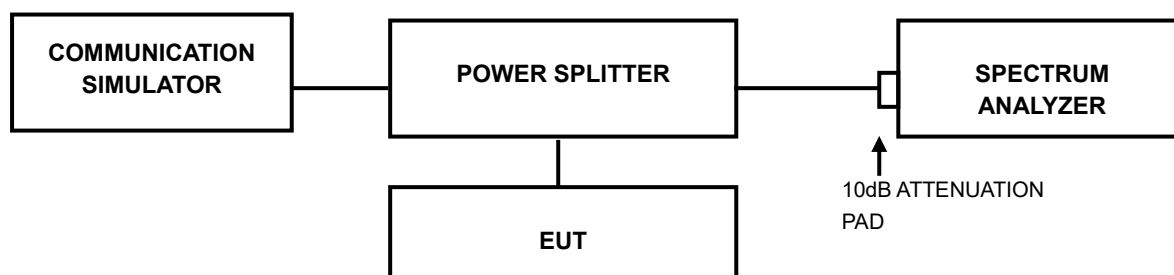 COMMUNICATION
SIMULATOR
POWER SPLITTER
SPECTRUM
ANALYZER
10dB ATTENUATION
PAD
EUT